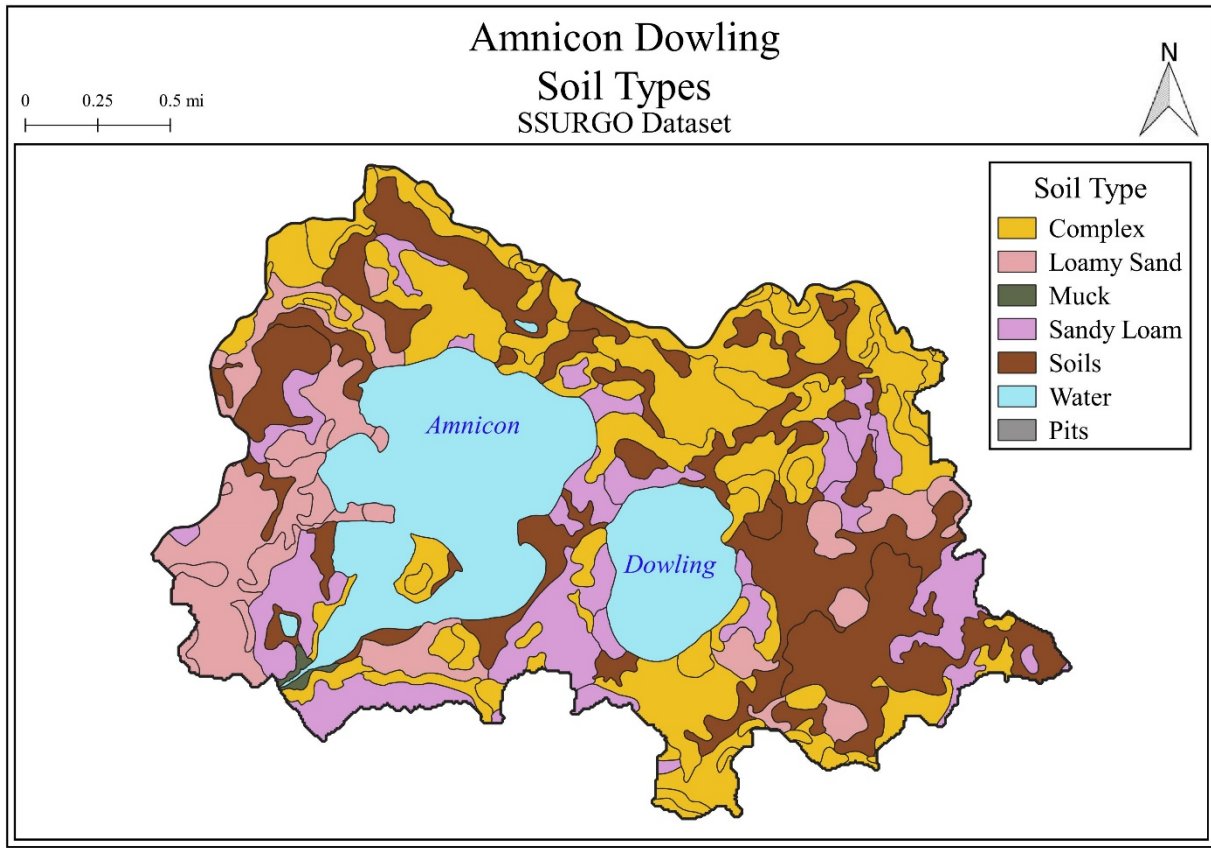 Amnicon Dowling
Soil Types
SSURGO Dataset
0 0.25 0.5 mi
N
Soil Type
Complex
Loamy Sand
Muck
Sandy Loam
Soils
Water
Pits
Amnicon
Dowling